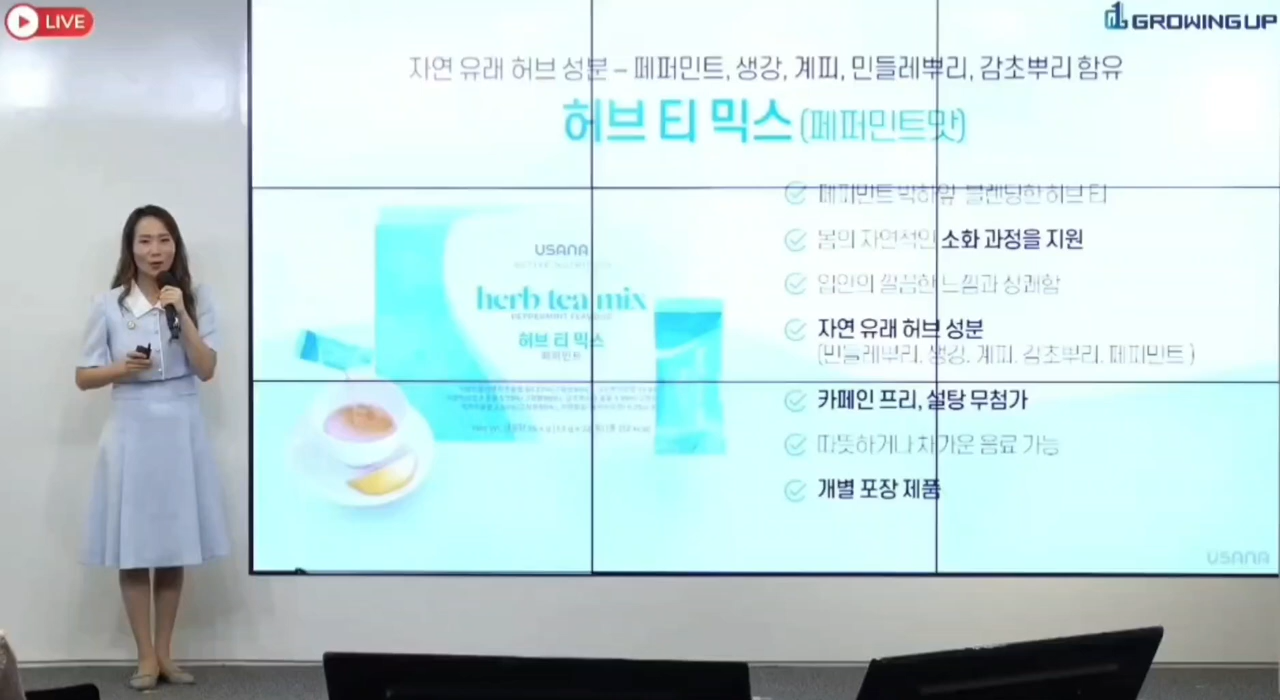 LIVE
GROWING UP
자연 유래 허브 성분 – 페퍼민트, 생강, 계피, 민들레뿌리, 감초뿌리 함유
허브 티 믹스 (페퍼민트맛)
페퍼민트 박하잎 블렌딩한 허브 티
몸의 자연적인 소화 과정을 지원
입안의 깔끔한 느낌과 상쾌함
자연 유래 허브 성분
(민들레뿌리, 생강, 계피, 감초뿌리, 페퍼민트)
카페인 프리, 설탕 무첨가
따뜻하거나 차가운 음료 가능
개별 포장 제품
USANA
herb tea mix
허브 티 믹스
페퍼민트
USANA